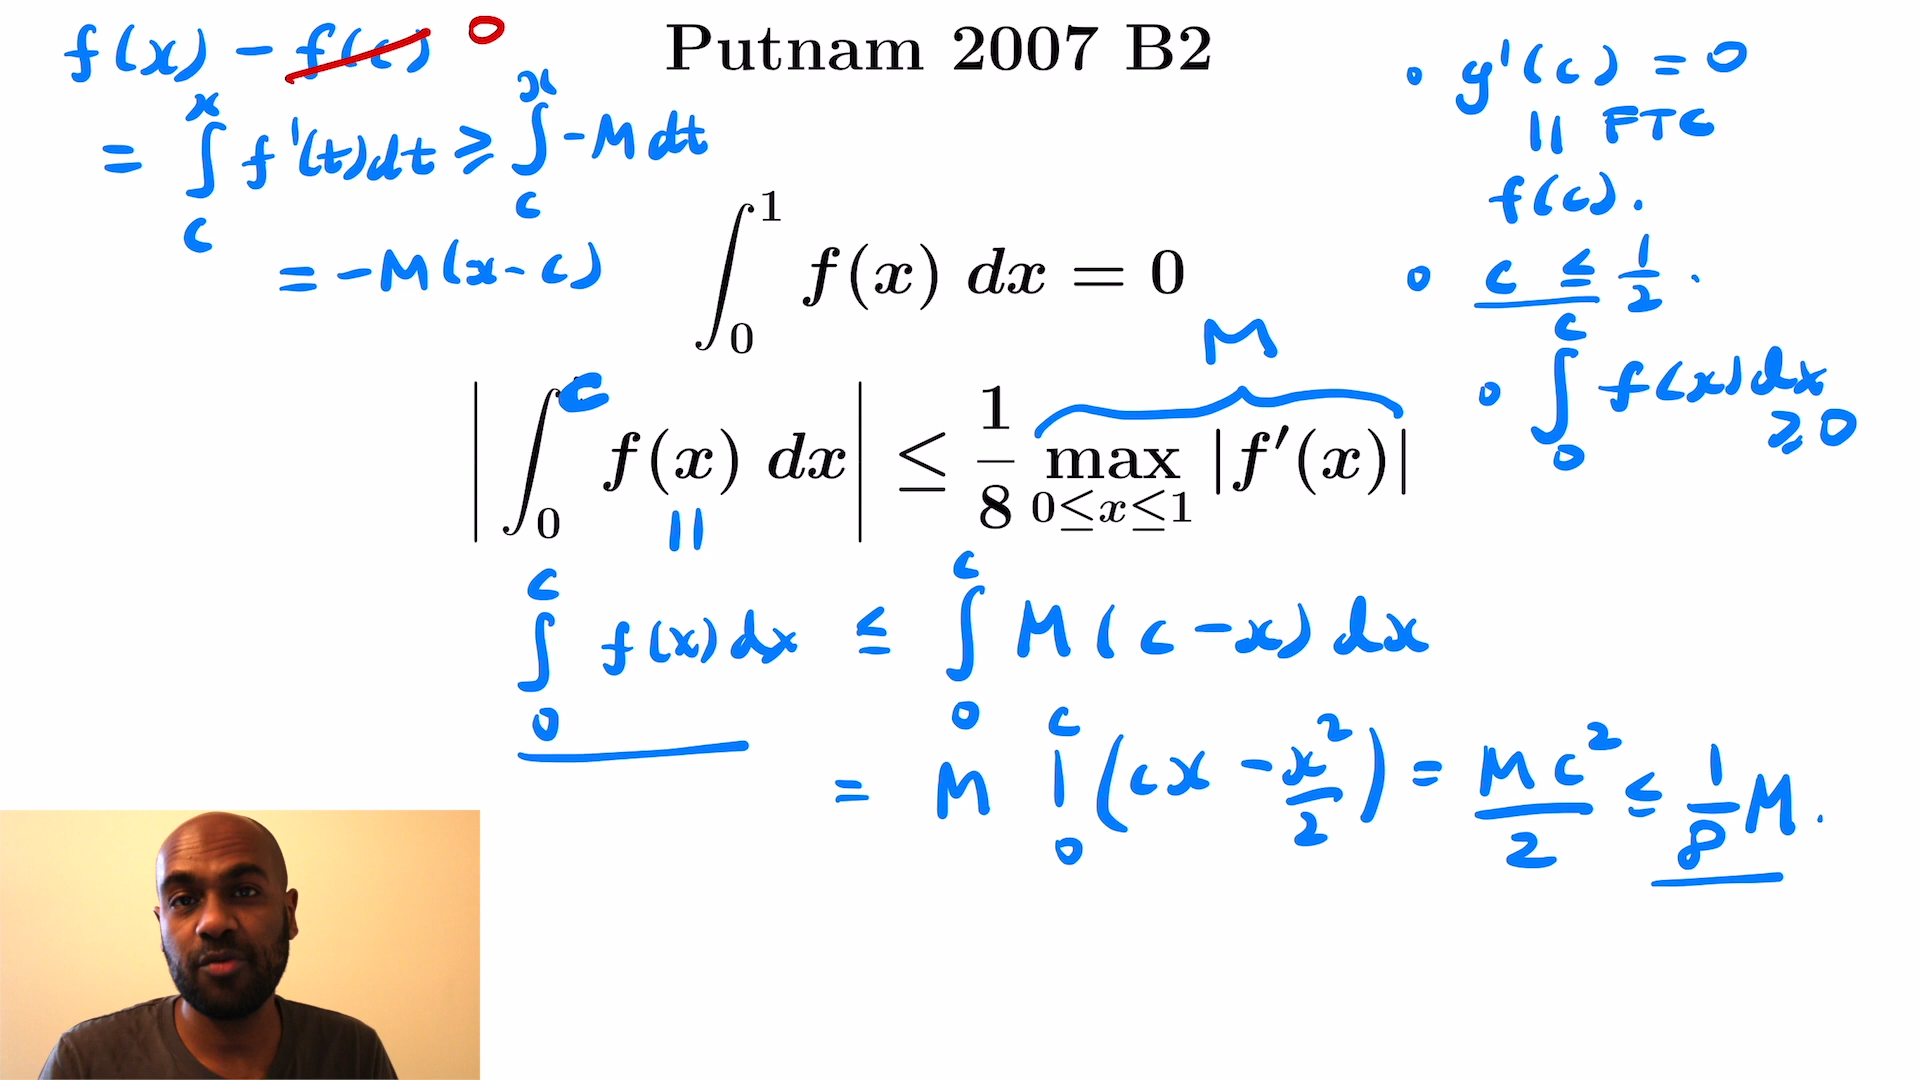 Putnam 2007 B2
f(x) - f(c) 0
= ∫_c^x f'(t)dt ≥ ∫_c^x -M dt
= -M(x-c)
∫_0^1 f(x) dx = 0
|∫_0^c f(x) dx| ≤ 1/8 max_{0≤x≤1} |f′(x)|
M
||
∫_0^c f(x)dx ≤ ∫_0^c M(c-x)dx
= M |_0^c (cx - x²/2) = Mc²/2 ≤ 1/8 M.
• g'(c) = 0
|| FTC
f(c).
• c ≤ 1/2.
• ∫_0^c f(x)dx
≥ 0